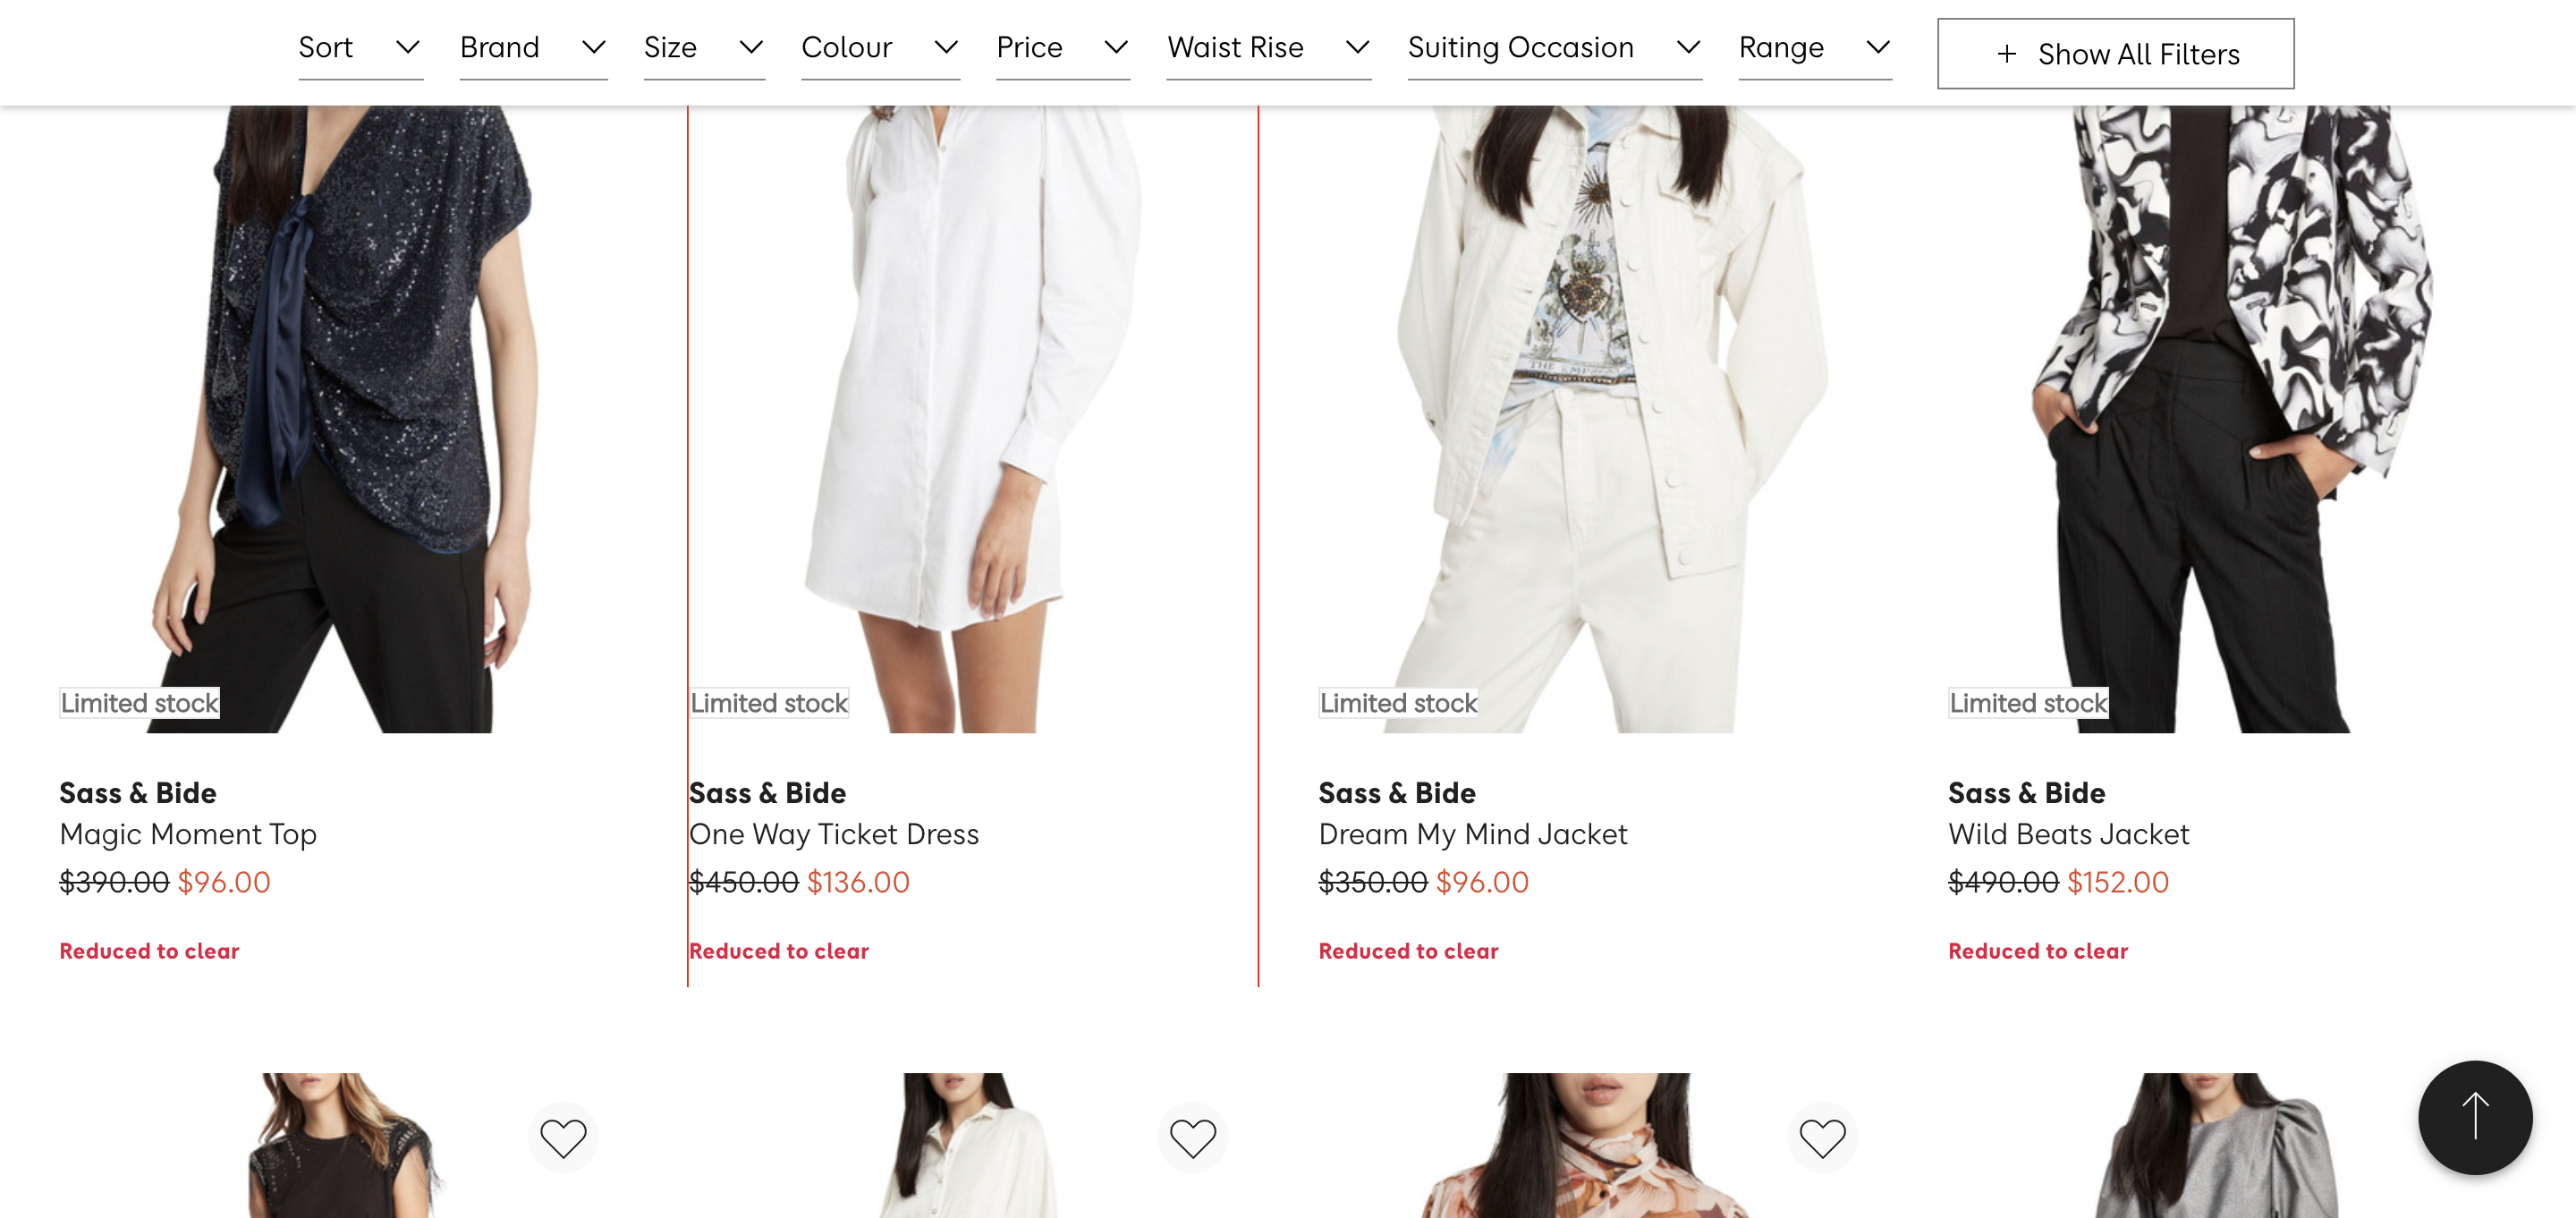 Sort Brand Size Colour Price Waist Rise Suiting Occasion Range + Show All Filters
THE EMPRESS
Limited stock Limited stock Limited stock Limited stock
Sass & Bide Sass & Bide Sass & Bide Sass & Bide
Magic Moment Top One Way Ticket Dress Dream My Mind Jacket Wild Beats Jacket
$390.00 $96.00 $450.00 $136.00 $350.00 $96.00 $490.00 $152.00
Reduced to clear Reduced to clear Reduced to clear Reduced to clear